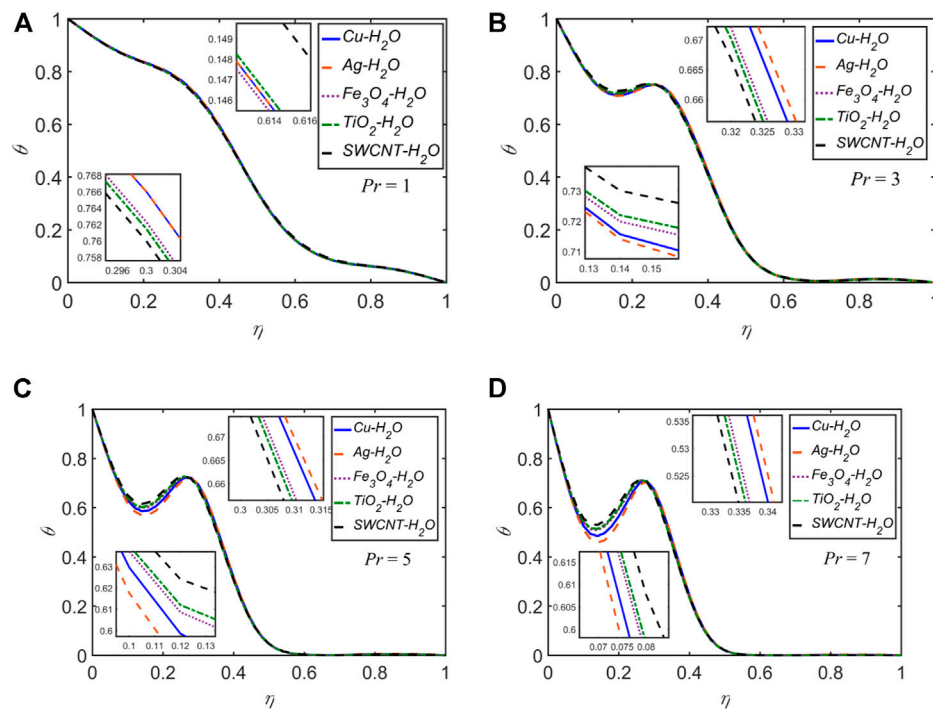 A
1
0.8
0.6
0.4
0.2
0
θ
0 0.2 0.4 0.6 0.8 1
η
0.149
0.148
0.146
0.614 0.616
0.768
0.766
0.764
0.762
0.76
0.758
0.296 0.3 0.304
Cu-H2O
Ag-H2O
Fe3O4-H2O
TiO2-H2O
SWCNT-H2O
Pr = 1
B
1
0.8
0.6
0.4
0.2
0
θ
0 0.2 0.4 0.6 0.8 1
η
0.67
0.665
0.66
0.32 0.325 0.33
0.73
0.72
0.71
0.13 0.14 0.15
Cu-H2O
Ag-H2O
Fe3O4-H2O
TiO2-H2O
SWCNT-H2O
Pr = 3
C
1
0.8
0.6
0.4
0.2
0
θ
0 0.2 0.4 0.6 0.8 1
η
0.67
0.665
0.66
0.3 0.305 0.31 0.315
0.63
0.62
0.61
0.6
0.1 0.11 0.12 0.13
Cu-H2O
Ag-H2O
Fe3O4-H2O
TiO2-H2O
SWCNT-H2O
Pr = 5
D
1
0.8
0.6
0.4
0.2
0
θ
0 0.2 0.4 0.6 0.8 1
η
0.535
0.53
0.525
0.33 0.335 0.34
0.615
0.61
0.605
0.6
0.07 0.075 0.08
Cu-H2O
Ag-H2O
Fe3O4-H2O
TiO2-H2O
SWCNT-H2O
Pr = 7